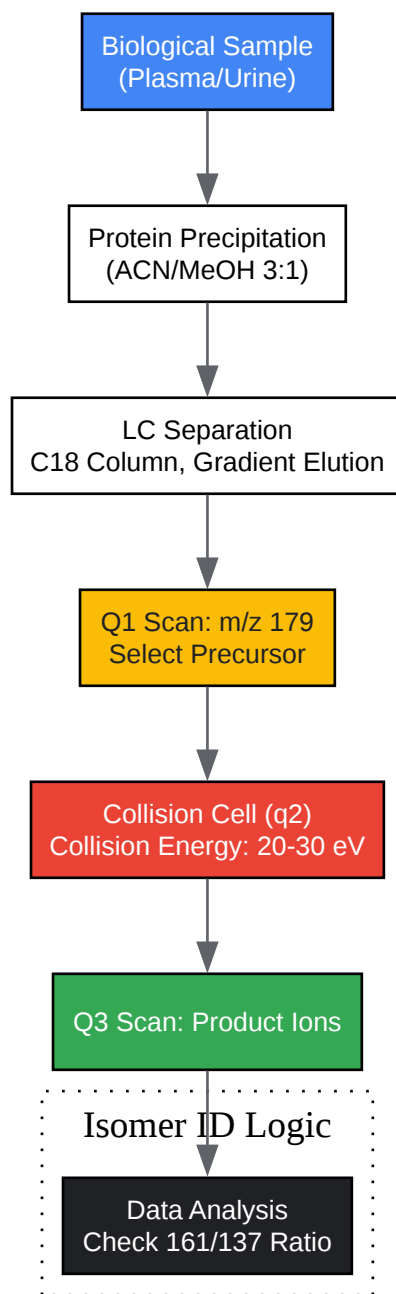 Biological Sample
(Plasma/Urine)
Protein Precipitation
(ACN/MeOH 3:1)
LC Separation
C18 Column, Gradient Elution
Q1 Scan: m/z 179
Select Precursor
Collision Cell (q2)
Collision Energy: 20-30 eV
Q3 Scan: Product Ions
Isomer ID Logic
Data Analysis
Check 161/137 Ratio